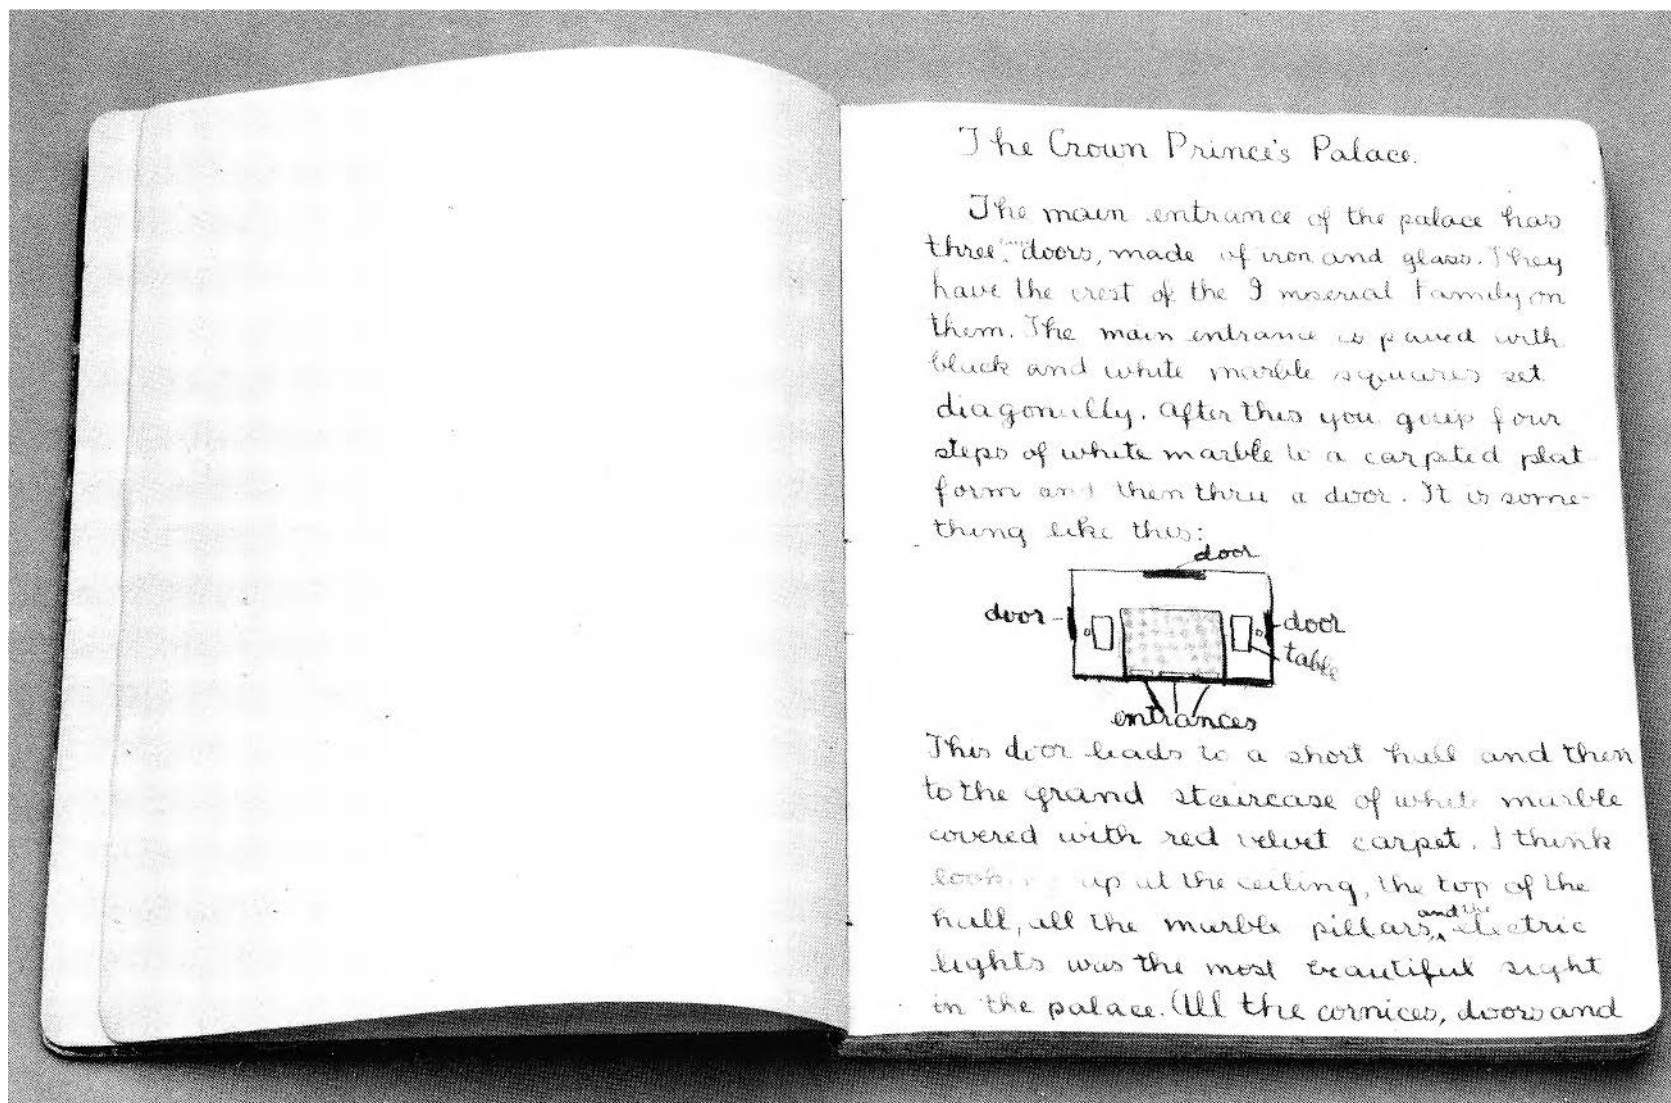 The Crown Prince's Palace.
The main entrance of the palace has
three doors, made of iron and glass. They
have the crest of the Imperial Family on
them. The main entrance is paved with
black and white marble squares set
diagonally. After this you go up four
steps of white marble to a carpted plat
form and then thru a door. It is some-
thing like this:
door
door
door
table
entrances
This door leads to a short hall and then
to the grand staircase of white marble
covered with red velvet carpet. I think
looking up at the ceiling, the top of the
hall, all the marble pillars, and the electric
lights was the most beautiful sight
in the palace. All the cornices, doors and